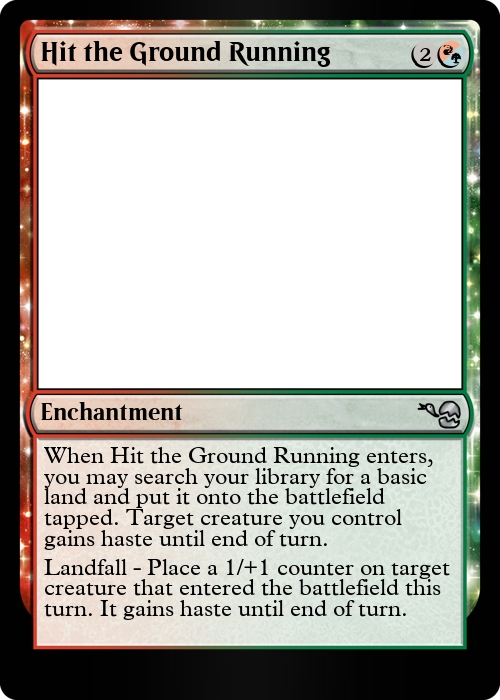 Hit the Ground Running
2
Enchantment
When Hit the Ground Running enters,
you may search your library for a basic
land and put it onto the battlefield
tapped. Target creature you control
gains haste until end of turn.
Landfall - Place a 1/+1 counter on target
creature that entered the battlefield this
turn. It gains haste until end of turn.